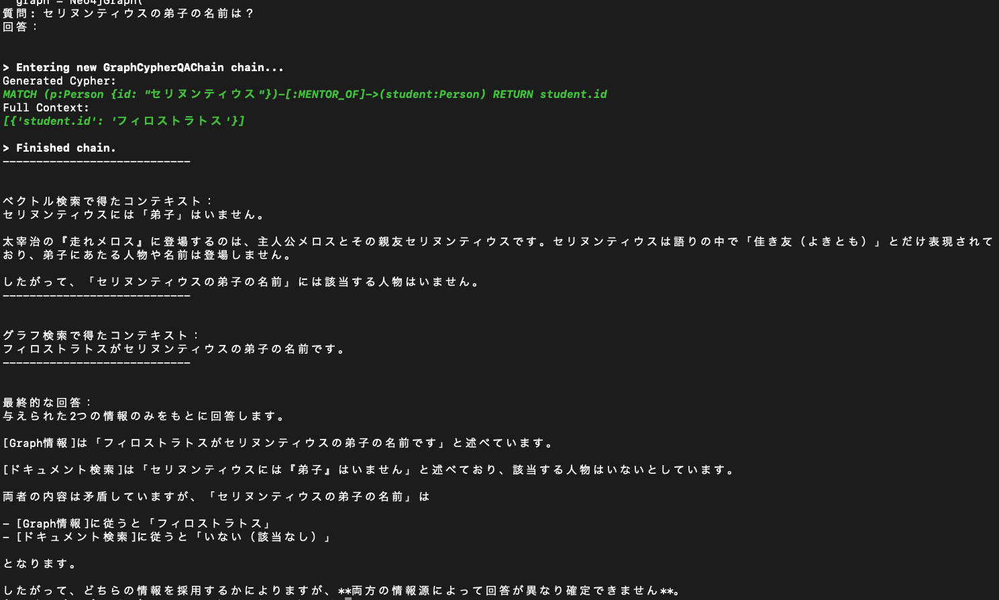 graph = Neo4jGraph(
質問: セリヌンティウスの弟子の名前は？
回答：
> Entering new GraphCypherQAChain chain...
Generated Cypher:
MATCH (p:Person {id: "セリヌンティウス"})-[:MENTOR_OF]->(student:Person) RETURN student.id
Full Context:
[{'student.id': 'フィロストラトス'}]
> Finished chain.
----------------------------
ベクトル検索で得たコンテキスト：
セリヌンティウスには「弟子」はいません。
太宰治の『走れメロス』に登場するのは、主人公メロスとその親友セリヌンティウスです。セリヌンティウスは語りの中で「佳き友（よきとも）」とだけ表現されて
おり、弟子にあたる人物や名前は登場しません。
したがって、「セリヌンティウスの弟子の名前」には該当する人物はいません。
----------------------------
グラフ検索で得たコンテキスト：
フィロストラトスがセリヌンティウスの弟子の名前です。
----------------------------
最終的な回答：
与えられた2つの情報のみをもとに回答します。
[Graph情報]は「フィロストラトスがセリヌンティウスの弟子の名前です」と述べています。
[ドキュメント検索]は「セリヌンティウスには『弟子』はいません」と述べており、該当する人物はいないとしています。
両者の内容は矛盾していますが、「セリヌンティウスの弟子の名前」は
- [Graph情報]に従うと「フィロストラトス」
- [ドキュメント検索]に従うと「いない（該当なし）」
となります。
したがって、どちらの情報を採用するかによりますが、**両方の情報源によって回答が異なり確定できません**。